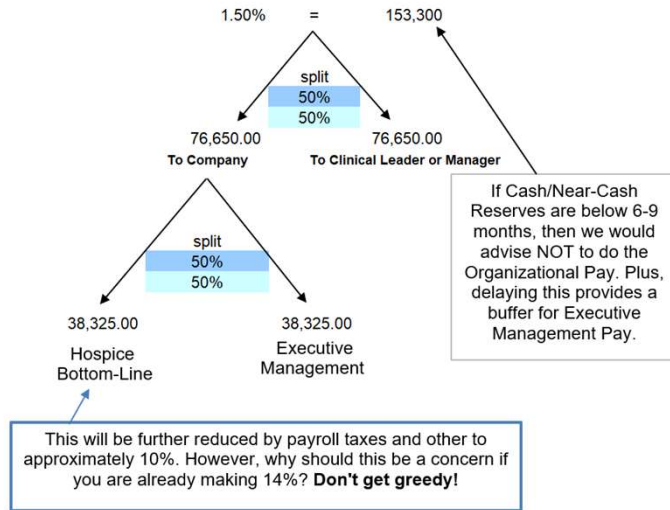 1.50% = 153,300
split
50%
50%
76,650.00 76,650.00
To Company To Clinical Leader or Manager
If Cash/Near-Cash
Reserves are below 6-9
months, then we would
advise NOT to do the
Organizational Pay. Plus,
delaying this provides a
buffer for Executive
Management Pay.
split
50%
50%
38,325.00 38,325.00
Hospice
Bottom-Line
Executive
Management
This will be further reduced by payroll taxes and other to
approximately 10%. However, why should this be a concern if
you are already making 14%? Don't get greedy!